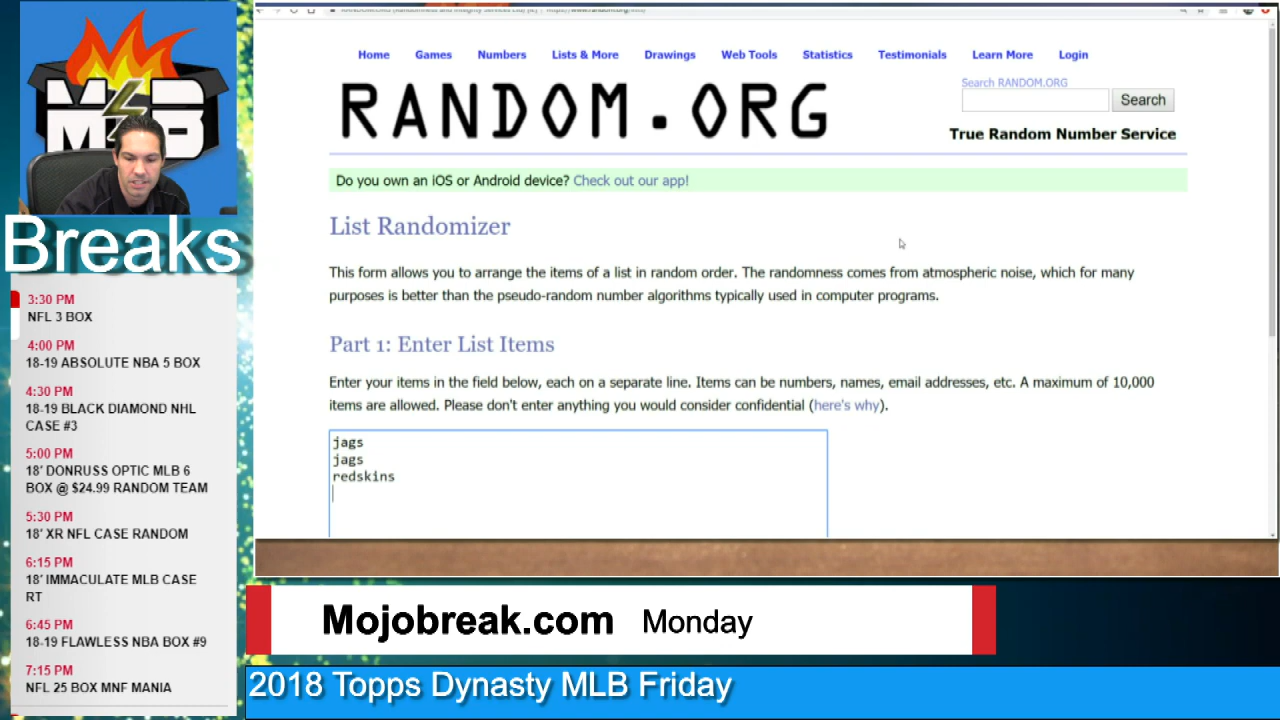 Home Games Numbers Lists & More Drawings Web Tools Statistics Testimonials Learn More Login
RANDOM.ORG
Search RANDOM.ORG
Search
True Random Number Service
Do you own an iOS or Android device? Check out our app!
List Randomizer
This form allows you to arrange the items of a list in random order. The randomness comes from atmospheric noise, which for many
purposes is better than the pseudo-random number algorithms typically used in computer programs.
Part 1: Enter List Items
Enter your items in the field below, each on a separate line. Items can be numbers, names, email addresses, etc. A maximum of 10,000
items are allowed. Please don't enter anything you would consider confidential (here's why).
jags
jags
redskins
Breaks
3:30 PM
NFL 3 BOX
4:00 PM
18-19 ABSOLUTE NBA 5 BOX
4:30 PM
18-19 BLACK DIAMOND NHL
CASE #3
5:00 PM
18' DONRUSS OPTIC MLB 6
BOX @ $24.99 RANDOM TEAM
5:30 PM
18' XR NFL CASE RANDOM
6:15 PM
18' IMMACULATE MLB CASE
RT
6:45 PM
18-19 FLAWLESS NBA BOX #9
7:15 PM
NFL 25 BOX MNF MANIA
Mojobreak.com Monday
2018 Topps Dynasty MLB Friday